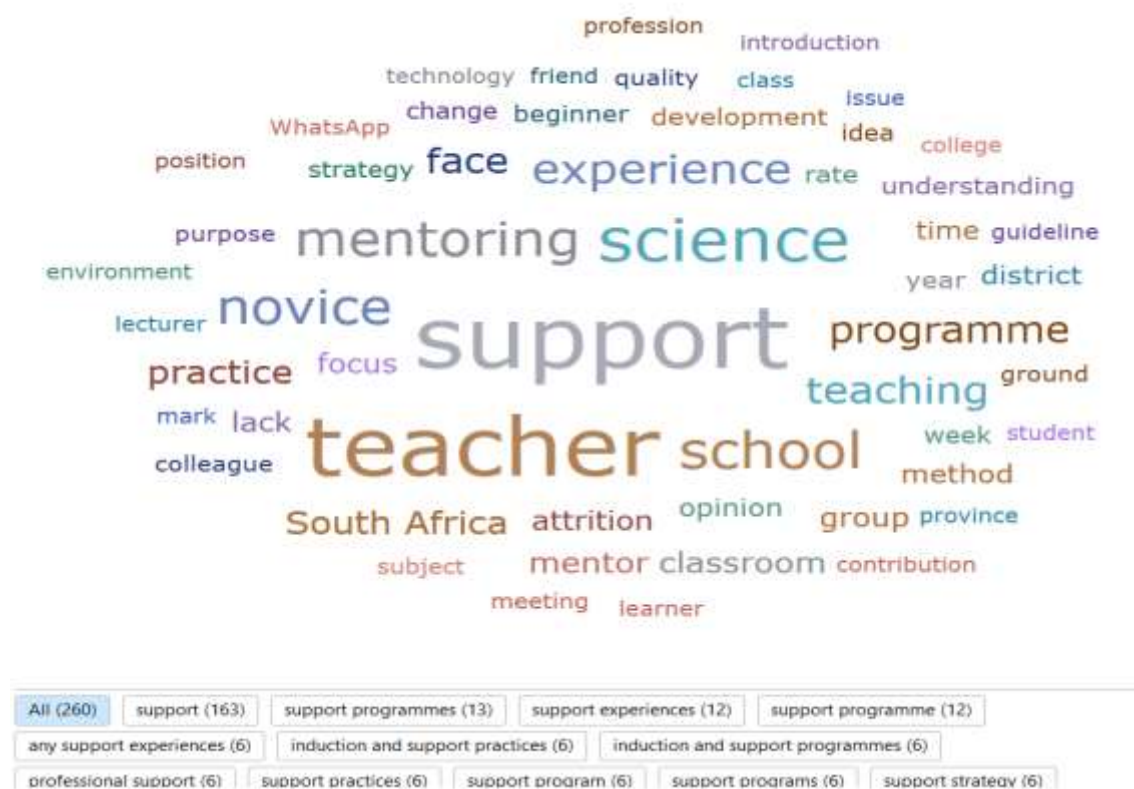 profession
introduction
technology friend quality class
issue
WhatsApp change beginner development
idea
college
position strategy face experience rate understanding
purpose mentoring science time guideline
environment
year district
lecturer novice support programme
practice focus teaching ground
mark lack
teacher school week student
colleague
method
South Africa attrition opinion group province
subject mentor classroom contribution
meeting learner
All (260) support (163) support programmes (13) support experiences (12) support programme (12)
any support experiences (6) induction and support practices (6) induction and support programmes (6)
professional support (6) support practices (6) support program (6) support programs (6) support strategy (6)